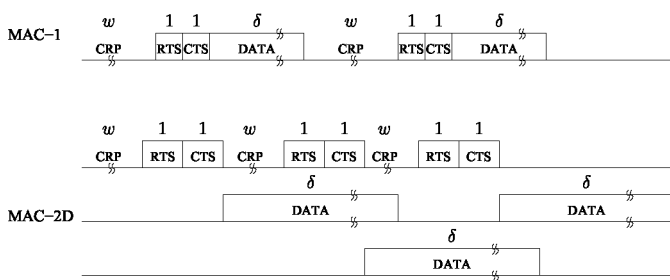 w 1 1 δ w 1 1 δ
MAC−1 CRP RTS CTS DATA CRP RTS CTS DATA
w 1 1 w 1 1 w 1 1
CRP RTS CTS CRP RTS CTS CRP RTS CTS
δ δ
MAC−2D DATA DATA
δ
DATA